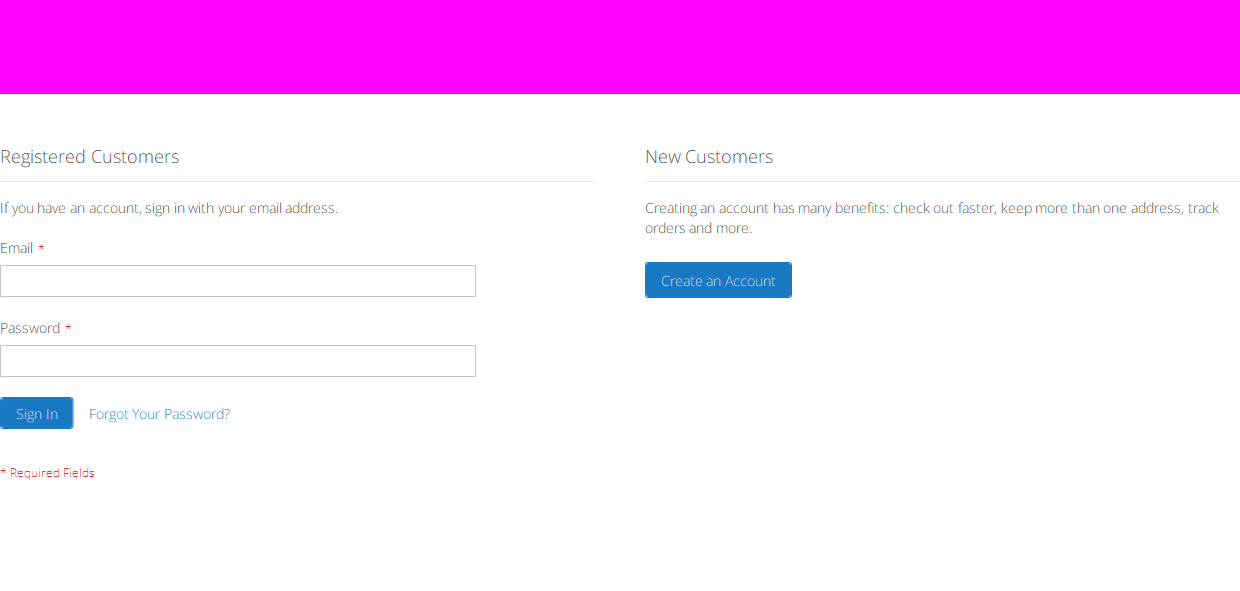 Registered Customers
If you have an account, sign in with your email address.
Email *
Password *
Sign In
Forgot Your Password?
* Required Fields
New Customers
Creating an account has many benefits: check out faster, keep more than one address, track
orders and more.
Create an Account